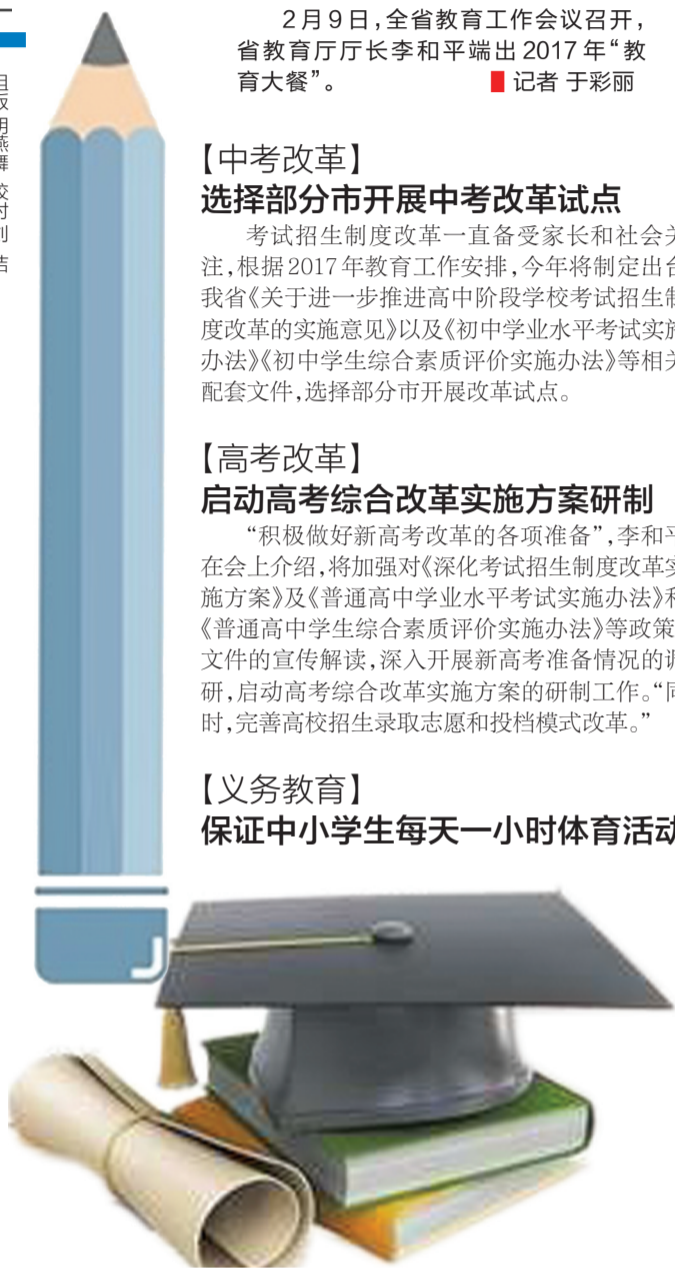 2月9日，全省教育工作会议召开，
省教育厅厅长李和平端出2017年“教
育大餐”。 记者 于彩丽
【中考改革】
选择部分市开展中考改革试点
考试招生制度改革一直备受家长和社会关
注，根据2017年教育工作安排，今年将制定出台
我省《关于进一步推进高中阶段学校考试招生制
度改革的实施意见》以及《初中学业水平考试实施
办法》《初中学生综合素质评价实施办法》等相关
配套文件，选择部分市开展改革试点。
【高考改革】
启动高考综合改革实施方案研制
“积极做好新高考改革的各项准备”，李和平
在会上介绍，将加强对《深化考试招生制度改革实
施方案》及《普通高中学业水平考试实施办法》和
《普通高中学生综合素质评价实施办法》等政策
文件的宣传解读，深入开展新高考准备情况的调
研，启动高考综合改革实施方案的研制工作。“同
时，完善高校招生录取志愿和投档模式改革。”
【义务教育】
保证中小学生每天一小时体育活动